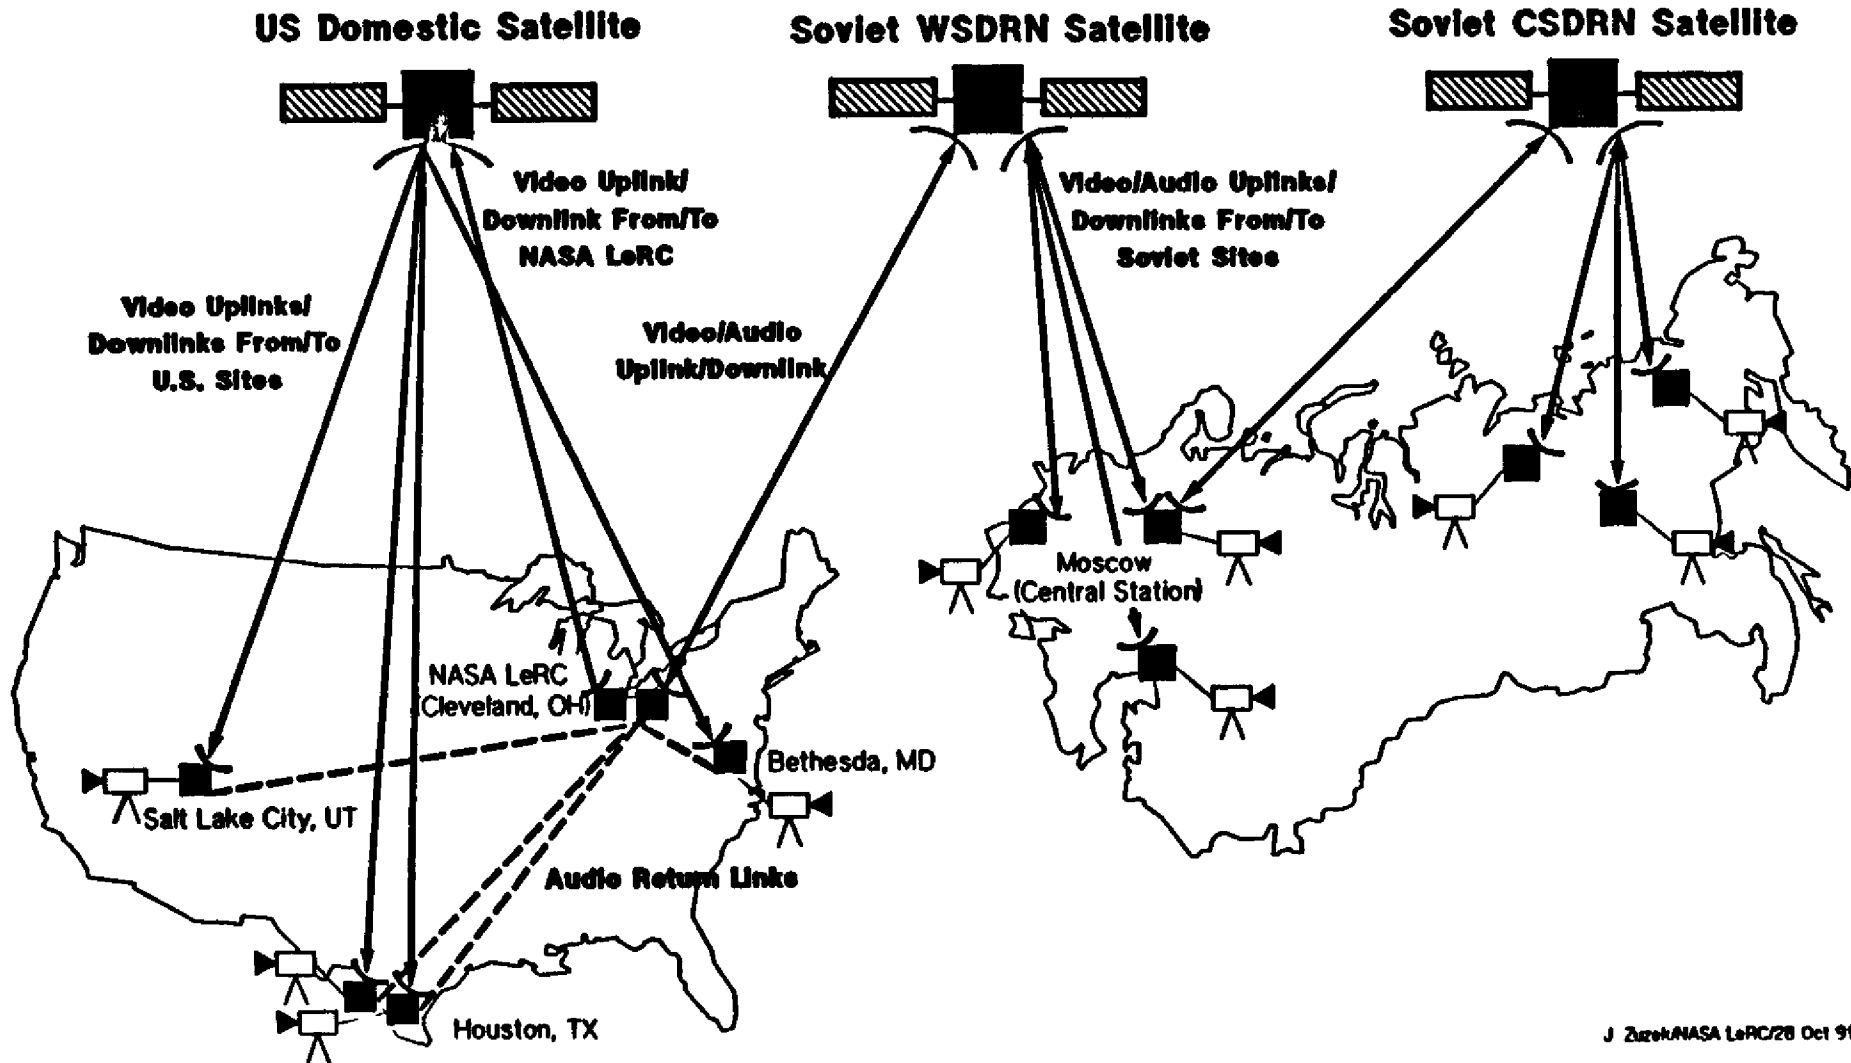 US Domestic Satellite
Soviet WSDRN Satellite
Soviet CSDRN Satellite
Video Uplink/
Downlink From/To
NASA LeRC
Video/Audio Uplinks/
Downlinks From/To
Soviet Sites
Video Uplinks/
Downlinks From/To
U.S. Sites
Video/Audio
Uplink/Downlink
Moscow
(Central Station)
NASA LeRC
(Cleveland, OH)
Bethesda, MD
Salt Lake City, UT
Audio Return Links
Houston, TX
J Zuzek/NASA LeRC/28 Oct 91